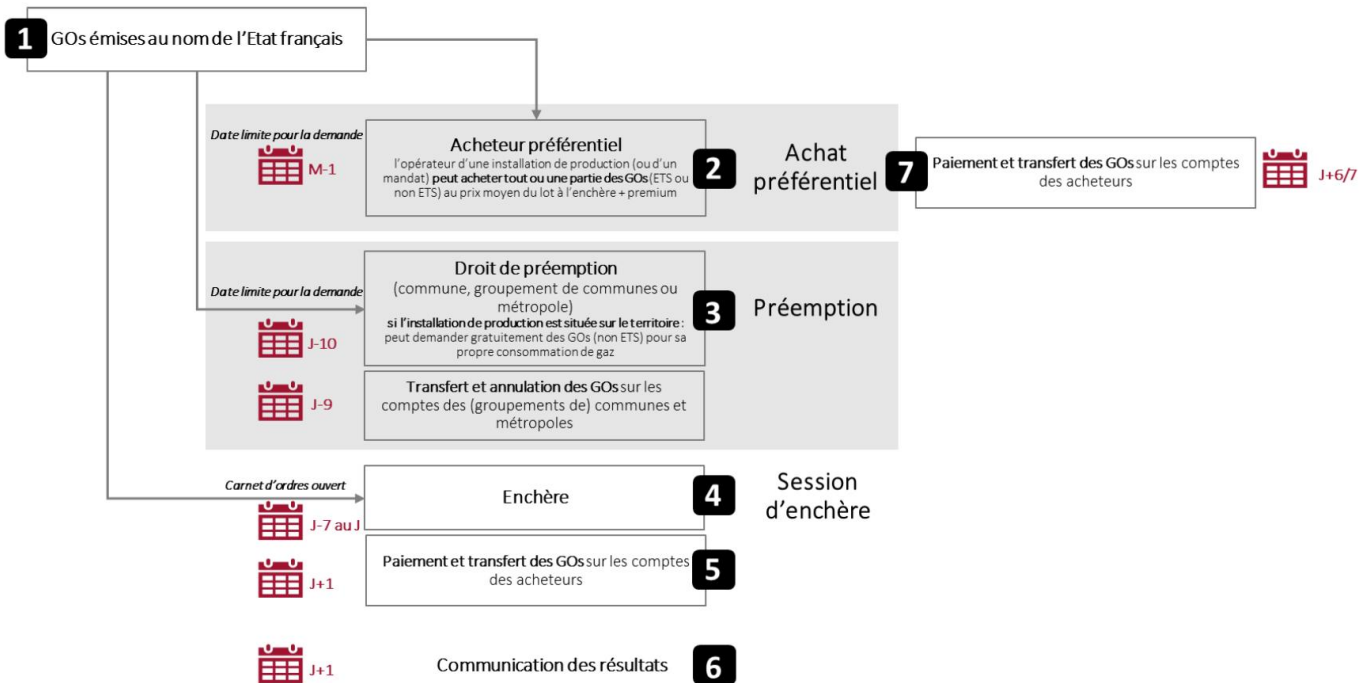 1
GOs émises au nom de l'Etat français
Date limite pour la demande
M-1
Acheteur préférentiel
l'opérateur d'une installation de production (ou d'un
mandat) peut acheter tout ou une partie des GOs (ETS ou
non ETS) au prix moyen du lot à l'enchère + premium
2
Achat
préférentiel
7
Paiement et transfert des GOs sur les comptes
des acheteurs
J+6/7
Date limite pour la demande
J-10
Droit de préemption
(commune, groupement de communes ou
métropole)
si l'installation de production est située sur le territoire :
peut demander gratuitement des GOs (non ETS) pour sa
propre consommation de gaz
3
Préemption
J-9
Transfert et annulation des GOs sur les
comptes des (groupements de) communes et
métropoles
Carnet d'ordres ouvert
J-7 au J
Enchère
4
Session
d'enchère
J+1
Paiement et transfert des GOs sur les comptes
des acheteurs
5
J+1
Communication des résultats
6